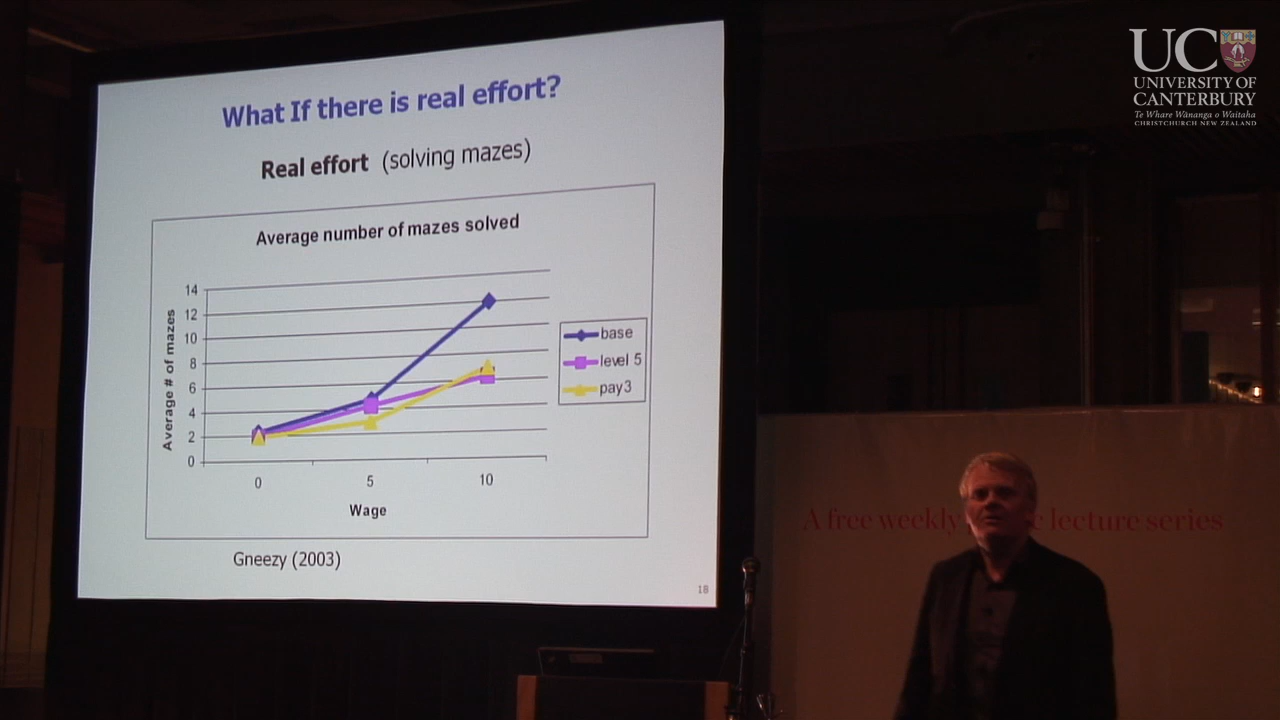 What If there is real effort?
Real effort (solving mazes)
Average number of mazes solved
Average # of mazes
14
12
10
8
6
4
2
0
0 5 10
Wage
base
level 5
pay3
Gneezy (2003)
18
UC
UNIVERSITY OF
CANTERBURY
Te Whare Wānanga o Waitaha
CHRISTCHURCH NEW ZEALAND
A free weekly c lecture series